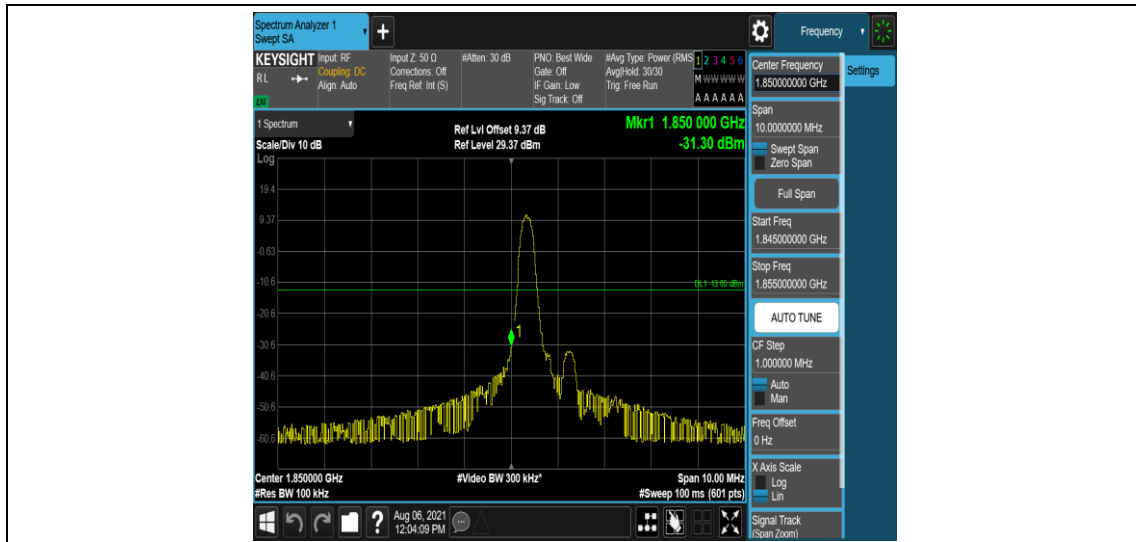 Spectrum Analyzer 1
Swept SA
+
Frequency
KEYSIGHT
RL
LXI
Input: RF
Coupling: DC
Align: Auto
Input Z: 50 Ω
Corrections: Off
Freq Ref: Int (S)
#Atten: 30 dB
PNO: Best Wide
Gate: Off
IF Gain: Low
Sig Track: Off
#Avg Type: Power (RMS
Avg|Hold: 30/30
Trig: Free Run
1 2 3 4 5 6
M W W W W W
A A A A A A
1 Spectrum
Scale/Div 10 dB
Log
Ref Lvl Offset 9.37 dB
Ref Level 29.37 dBm
Mkr1 1.850 000 GHz
-31.30 dBm
19.4
9.37
-0.63
-10.6
DL1 -13.00 dBm
-20.6
1
-30.6
-40.6
-50.6
-60.6
Center 1.850000 GHz
#Res BW 100 kHz
#Video BW 300 kHz*
Span 10.00 MHz
#Sweep 100 ms (601 pts)
Center Frequency
1.850000000 GHz
Settings
Span
10.0000000 MHz
Swept Span
Zero Span
Full Span
Start Freq
1.845000000 GHz
Stop Freq
1.855000000 GHz
AUTO TUNE
CF Step
1.000000 MHz
Auto
Man
Freq Offset
0 Hz
X Axis Scale
Log
Lin
Signal Track
(Span Zoom)
?
Aug 06, 2021
12:04:09 PM